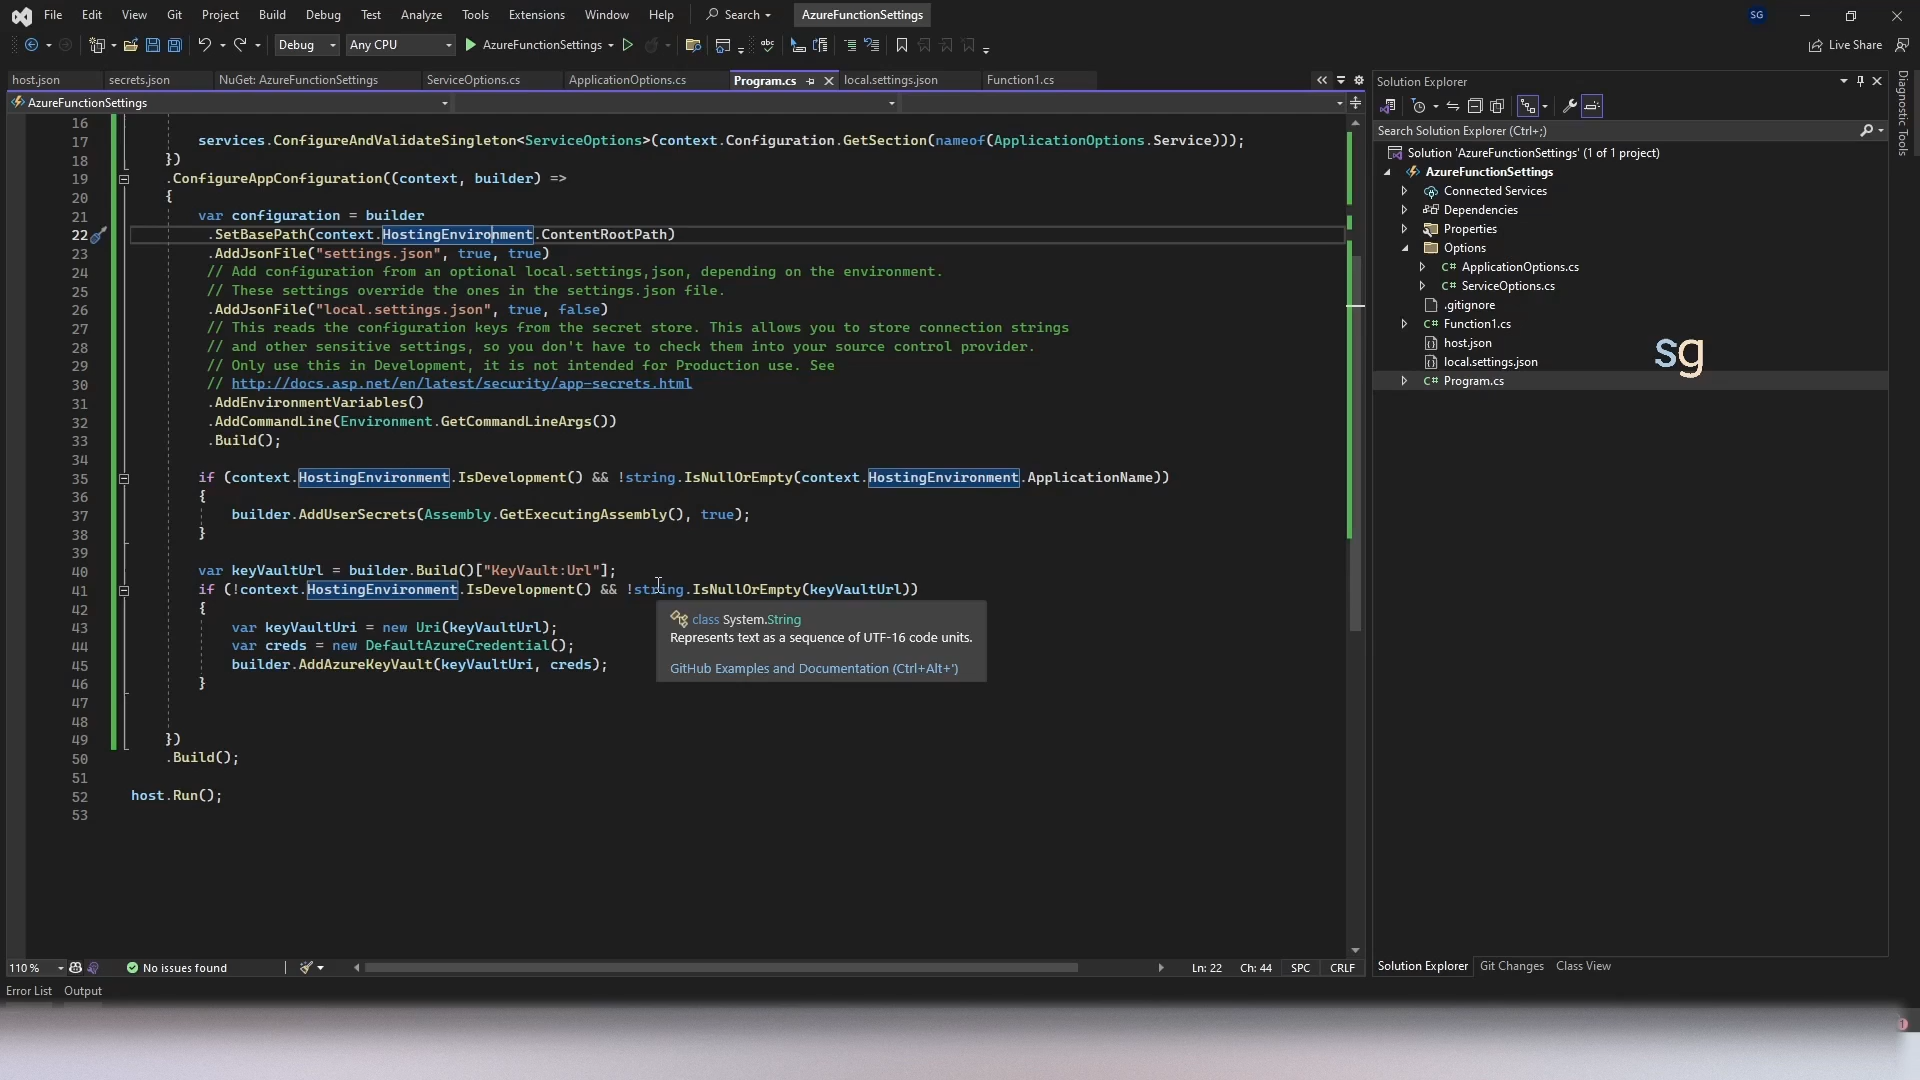 File Edit View Git Project Build Debug Test Analyze Tools Extensions Window Help Search AzureFunctionSettings SG
Debug Any CPU AzureFunctionSettings Live Share
host.json secrets.json NuGet: AzureFunctionSettings ServiceOptions.cs ApplicationOptions.cs Program.cs local.settings.json Function1.cs
AzureFunctionSettings
16
17 services.ConfigureAndValidateSingleton<ServiceOptions>(context.Configuration.GetSection(nameof(ApplicationOptions.Service)));
18 })
19 .ConfigureAppConfiguration((context, builder) =>
20 {
21 var configuration = builder
22 .SetBasePath(context.HostingEnvironment.ContentRootPath)
23 .AddJsonFile("settings.json", true, true)
24 // Add configuration from an optional local.settings,json, depending on the environment.
25 // These settings override the ones in the settings.json file.
26 .AddJsonFile("local.settings.json", true, false)
27 // This reads the configuration keys from the secret store. This allows you to store connection strings
28 // and other sensitive settings, so you don't have to check them into your source control provider.
29 // Only use this in Development, it is not intended for Production use. See
30 // http://docs.asp.net/en/latest/security/app-secrets.html
31 .AddEnvironmentVariables()
32 .AddCommandLine(Environment.GetCommandLineArgs())
33 .Build();
34
35 if (context.HostingEnvironment.IsDevelopment() && !string.IsNullOrEmpty(context.HostingEnvironment.ApplicationName))
36 {
37 builder.AddUserSecrets(Assembly.GetExecutingAssembly(), true);
38 }
39
40 var keyVaultUrl = builder.Build()["KeyVault:Url"];
41 if (!context.HostingEnvironment.IsDevelopment() && !string.IsNullOrEmpty(keyVaultUrl))
42 {
43 var keyVaultUri = new Uri(keyVaultUrl);
44 var creds = new DefaultAzureCredential();
45 builder.AddAzureKeyVault(keyVaultUri, creds);
46 }
47
48
49 })
50 .Build();
51
52 host.Run();
53
class System.String
Represents text as a sequence of UTF-16 code units.
GitHub Examples and Documentation (Ctrl+Alt+')
110 % No issues found Ln: 22 Ch: 44 SPC CRLF
Error List Output
Solution Explorer
Search Solution Explorer (Ctrl+;)
Solution 'AzureFunctionSettings' (1 of 1 project)
AzureFunctionSettings
Connected Services
Dependencies
Properties
Options
C# ApplicationOptions.cs
C# ServiceOptions.cs
.gitignore
C# Function1.cs
host.json
local.settings.json
C# Program.cs
sg
Solution Explorer Git Changes Class View
Diagnostic Tools
1